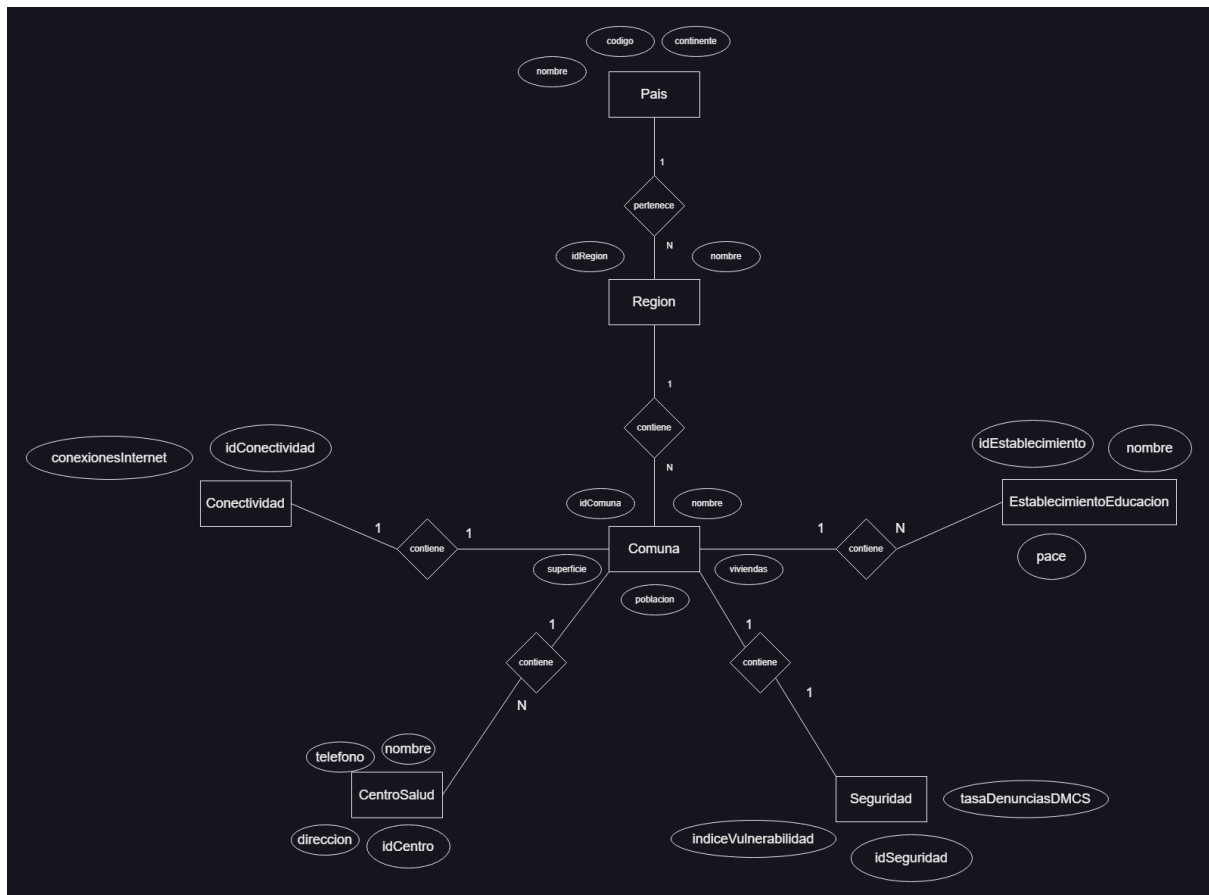 codigo
continente
nombre
Pais
1
pertenece
N
idRegion
nombre
Region
1
contiene
N
idComuna
nombre
Comuna
superficie
viviendas
poblacion
conexionesInternet
idConectividad
Conectividad
1
contiene
1
1
contiene
N
idEstablecimiento
nombre
EstablecimientoEducacion
pace
1
contiene
N
telefono
nombre
CentroSalud
direccion
idCentro
1
contiene
1
Seguridad
tasaDenunciasDMCS
indiceVulnerabilidad
idSeguridad